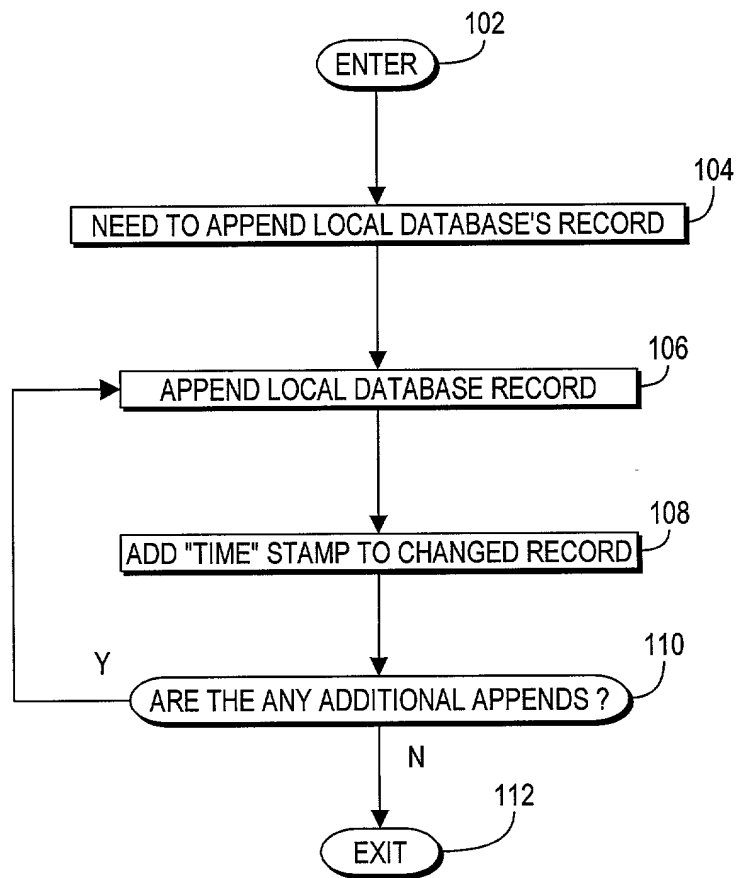 102
ENTER
104
NEED TO APPEND LOCAL DATABASE'S RECORD
106
APPEND LOCAL DATABASE RECORD
108
ADD "TIME" STAMP TO CHANGED RECORD
110
Y
ARE THE ANY ADDITIONAL APPENDS ?
N
112
EXIT